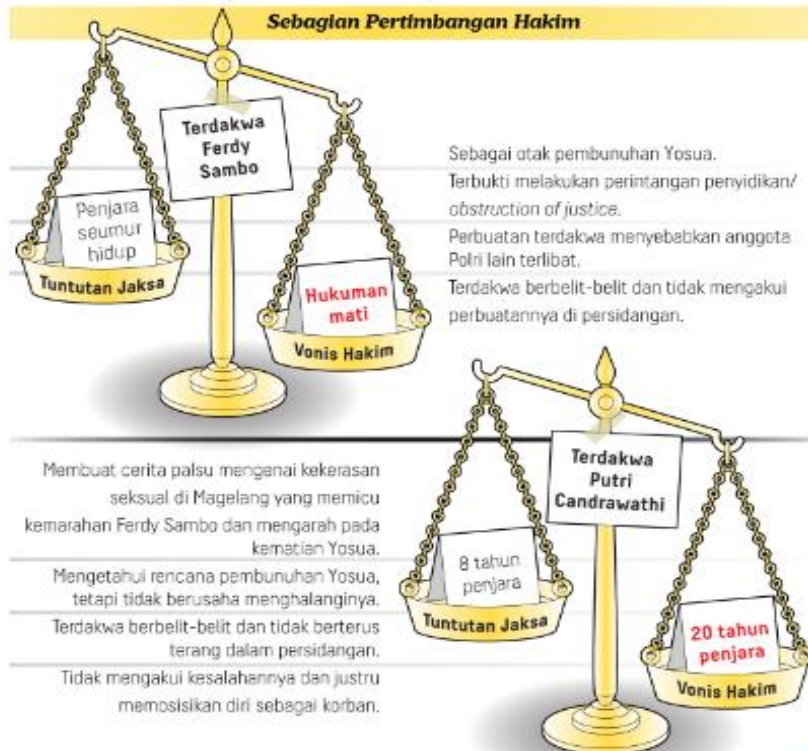 Sebagian Pertimbangan Hakim
Terdakwa
Ferdy
Sambo
Penjara
seumur
hidup
Tuntutan Jaksa
Hukuman
mati
Vonis Hakim
Sebagai otak pembunuhan Yosua.
Terbukti melakukan perintangan penyidikan/
obstruction of justice.
Perbuatan terdakwa menyebabkan anggota
Polri lain terlibat.
Terdakwa berbelit-belit dan tidak mengakui
perbuatannya di persidangan.
Membuat cerita palsu mengenai kekerasan
seksual di Magelang yang memicu
kemarahan Ferdy Sambo dan mengarah pada
kematian Yosua.
Mengetahui rencana pembunuhan Yosua,
tetapi tidak berusaha menghalanginya.
Terdakwa berbelit-belit dan tidak berterus
terang dalam persidangan.
Tidak mengakui kesalahannya dan justru
memosisikan diri sebagai korban.
Terdakwa
Putri
Candrawathi
8 tahun
penjara
Tuntutan Jaksa
20 tahun
penjara
Vonis Hakim